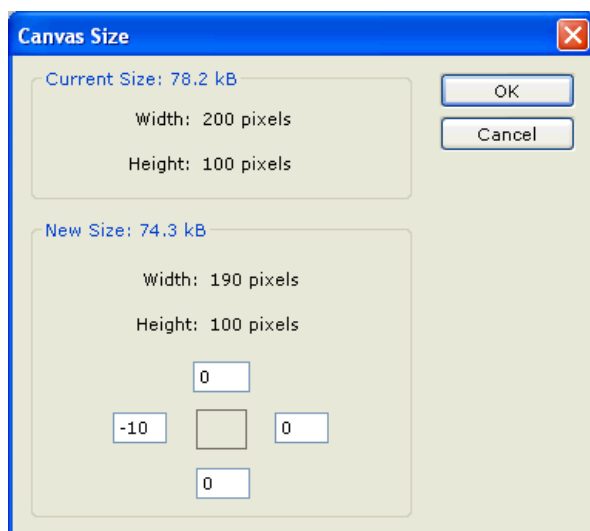 Canvas Size
Current Size: 78.2 kB
OK
Width: 200 pixels
Cancel
Height: 100 pixels
New Size: 74.3 kB
Width: 190 pixels
Height: 100 pixels
0
-10 0
0